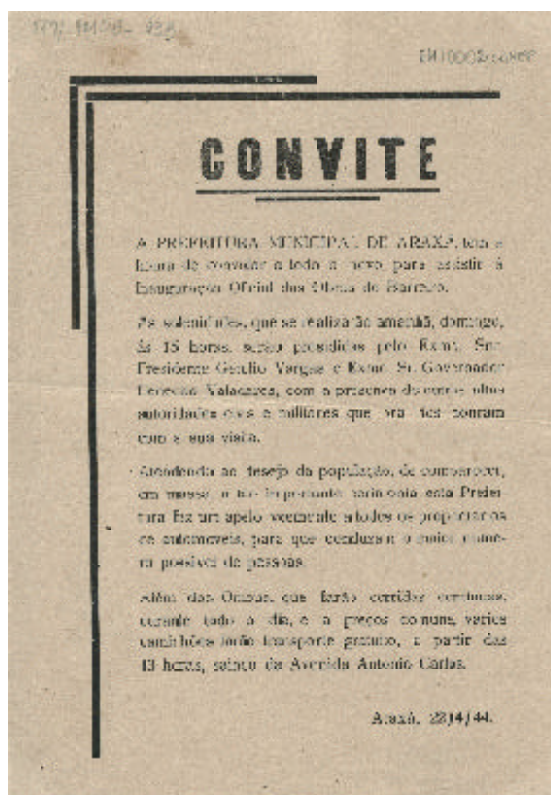 CONVITE
A PREFEITURA MUNICIPAL DE ARAXÁ, tem a
honra de convidar a todo o povo para assistir á
Inauguração Oficial das Obras do Barreiro.
As solenidades, que se realizarão amanhã, domingo,
ás 15 horas, serão presididas pelo Exmo. Snr.
Presidente Getulio Vargas e Exmo. Sr. Governador
Benedito Valadares, com a presença de outras altas
autoridades civis e militares que ora nos honram
com a sua visita.
Atendendo ao desejo da população, de comparecer,
em massa, a tão importante cerimonia esta Prefei-
tura faz um apelo veemente a todos os proprietarios
de automoveis, para que conduzam o maior nume-
ro possivel de pessoas.
Além dos Onibus, que farão corridas continuas,
durante todo o dia, e a preços comuns, varios
caminhões farão transporte gratuito, a partir das
13 horas, saindo da Avenida Antonio Carlos.
Araxá, 22/4/44.